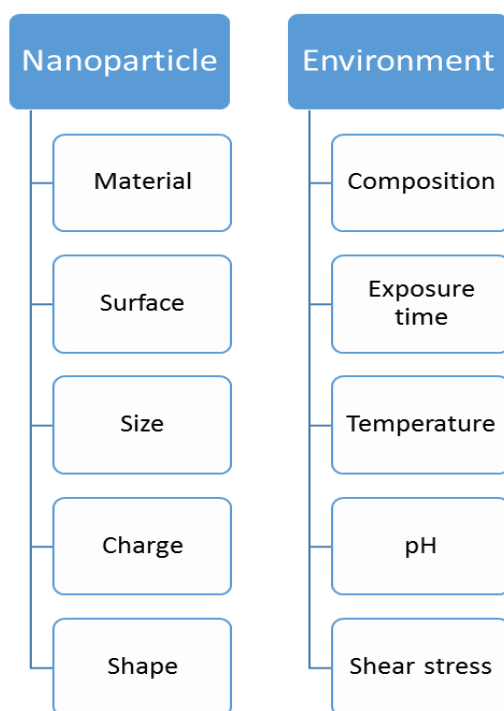 Nanoparticle
Material
Surface
Size
Charge
Shape
Environment
Composition
Exposure
time
Temperature
pH
Shear stress